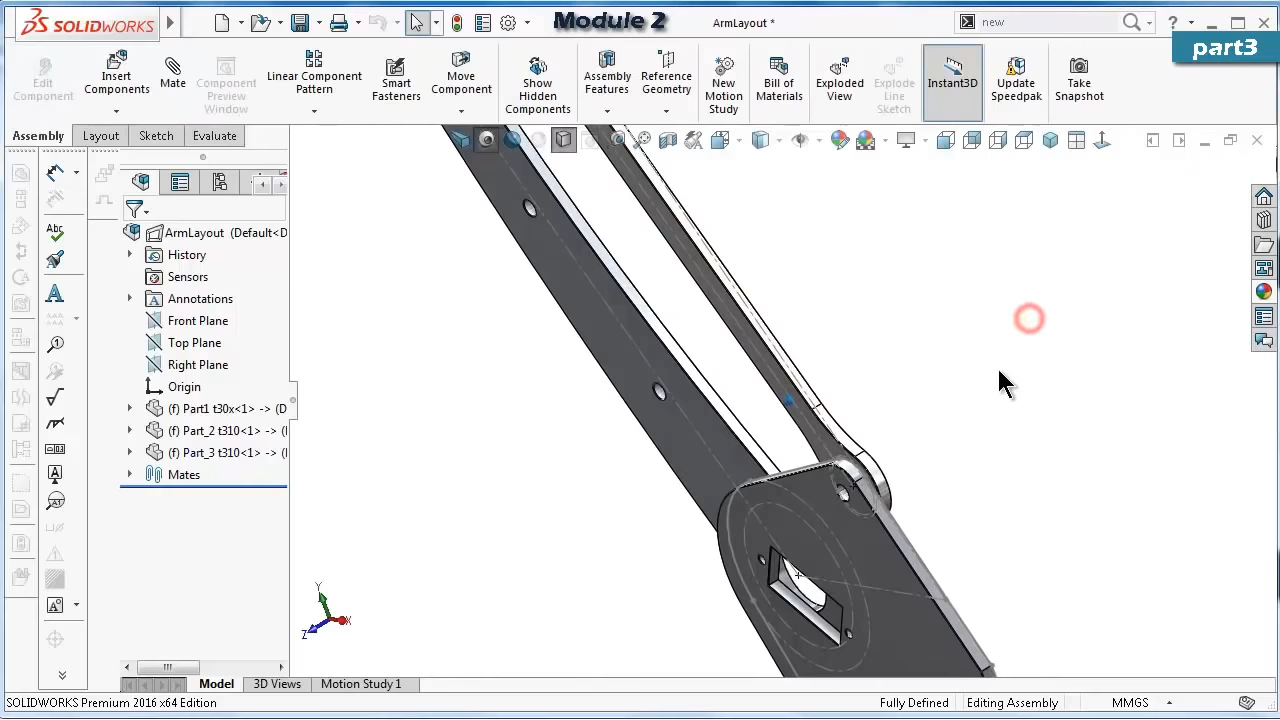 SOLIDWORKS
Module 2
ArmLayout *
new
part3
Edit Component
Insert Components
Mate
Component Preview Window
Linear Component Pattern
Smart Fasteners
Move Component
Show Hidden Components
Assembly Features
Reference Geometry
New Motion Study
Bill of Materials
Exploded View
Explode Line Sketch
Instant3D
Update Speedpak
Take Snapshot
Assembly
Layout
Sketch
Evaluate
ArmLayout (Default<D
History
Sensors
Annotations
Front Plane
Top Plane
Right Plane
Origin
(f) Part1 t30x<1> -> (D
(f) Part_2 t310<1> -> (
(f) Part_3 t310<1> -> (
Mates
Y
Z
X
Model
3D Views
Motion Study 1
SOLIDWORKS Premium 2016 x64 Edition
Fully Defined
Editing Assembly
MMGS